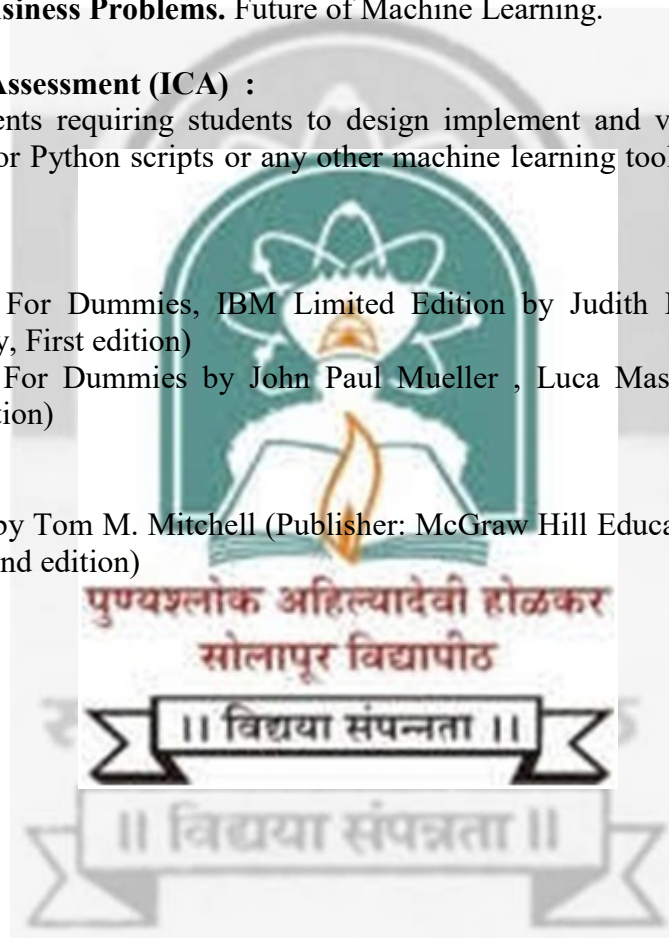 siness Problems. Future of Machine Learning.
Assessment (ICA) :
ents requiring students to design implement and v
or Python scripts or any other machine learning tool
For Dummies, IBM Limited Edition by Judith
y, First edition)
For Dummies by John Paul Mueller , Luca Mas
tion)
by Tom M. Mitchell (Publisher: McGraw Hill Educa
nd edition)
पुण्यश्लोक अहिल्यादेवी होळकर
सोलापूर विद्यापीठ
।। विद्यया संपन्नता ।।
।। विद्यया संपन्नता ।।